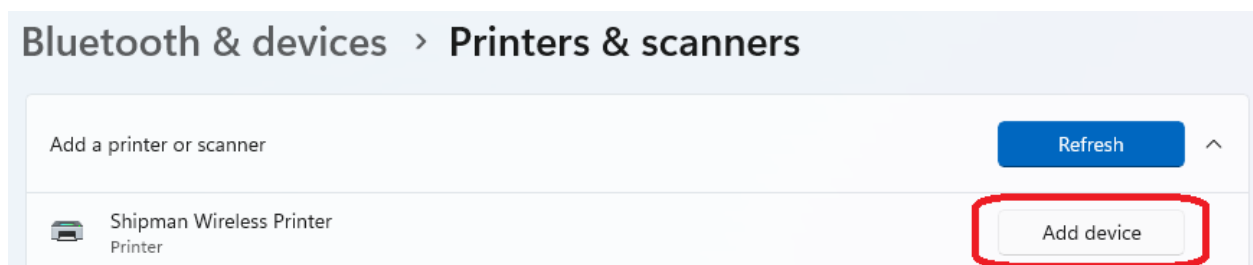 Bluetooth & devices > Printers & scanners
Add a printer or scanner Refresh
Shipman Wireless Printer
Printer
Add device